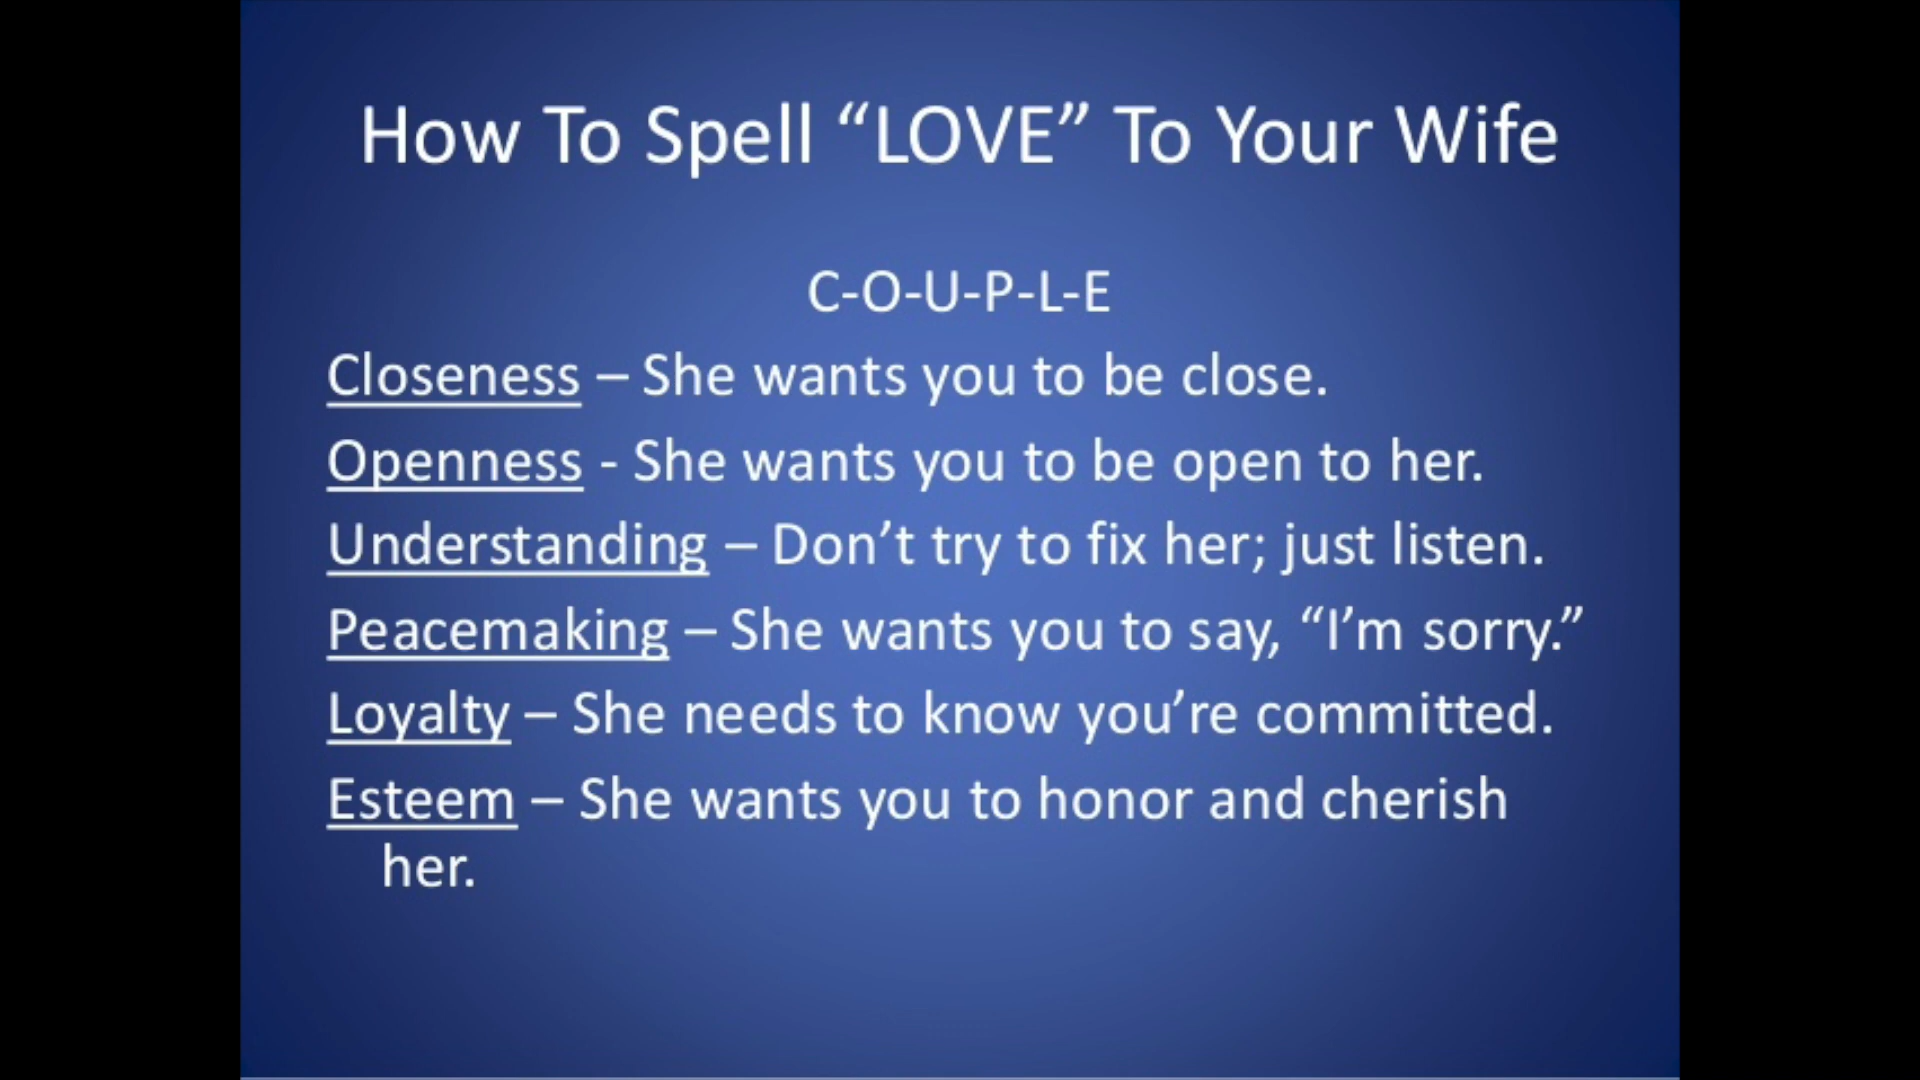 How To Spell “LOVE” To Your Wife
C-O-U-P-L-E
Closeness – She wants you to be close.
Openness - She wants you to be open to her.
Understanding – Don’t try to fix her; just listen.
Peacemaking – She wants you to say, “I’m sorry.”
Loyalty – She needs to know you’re committed.
Esteem – She wants you to honor and cherish
her.